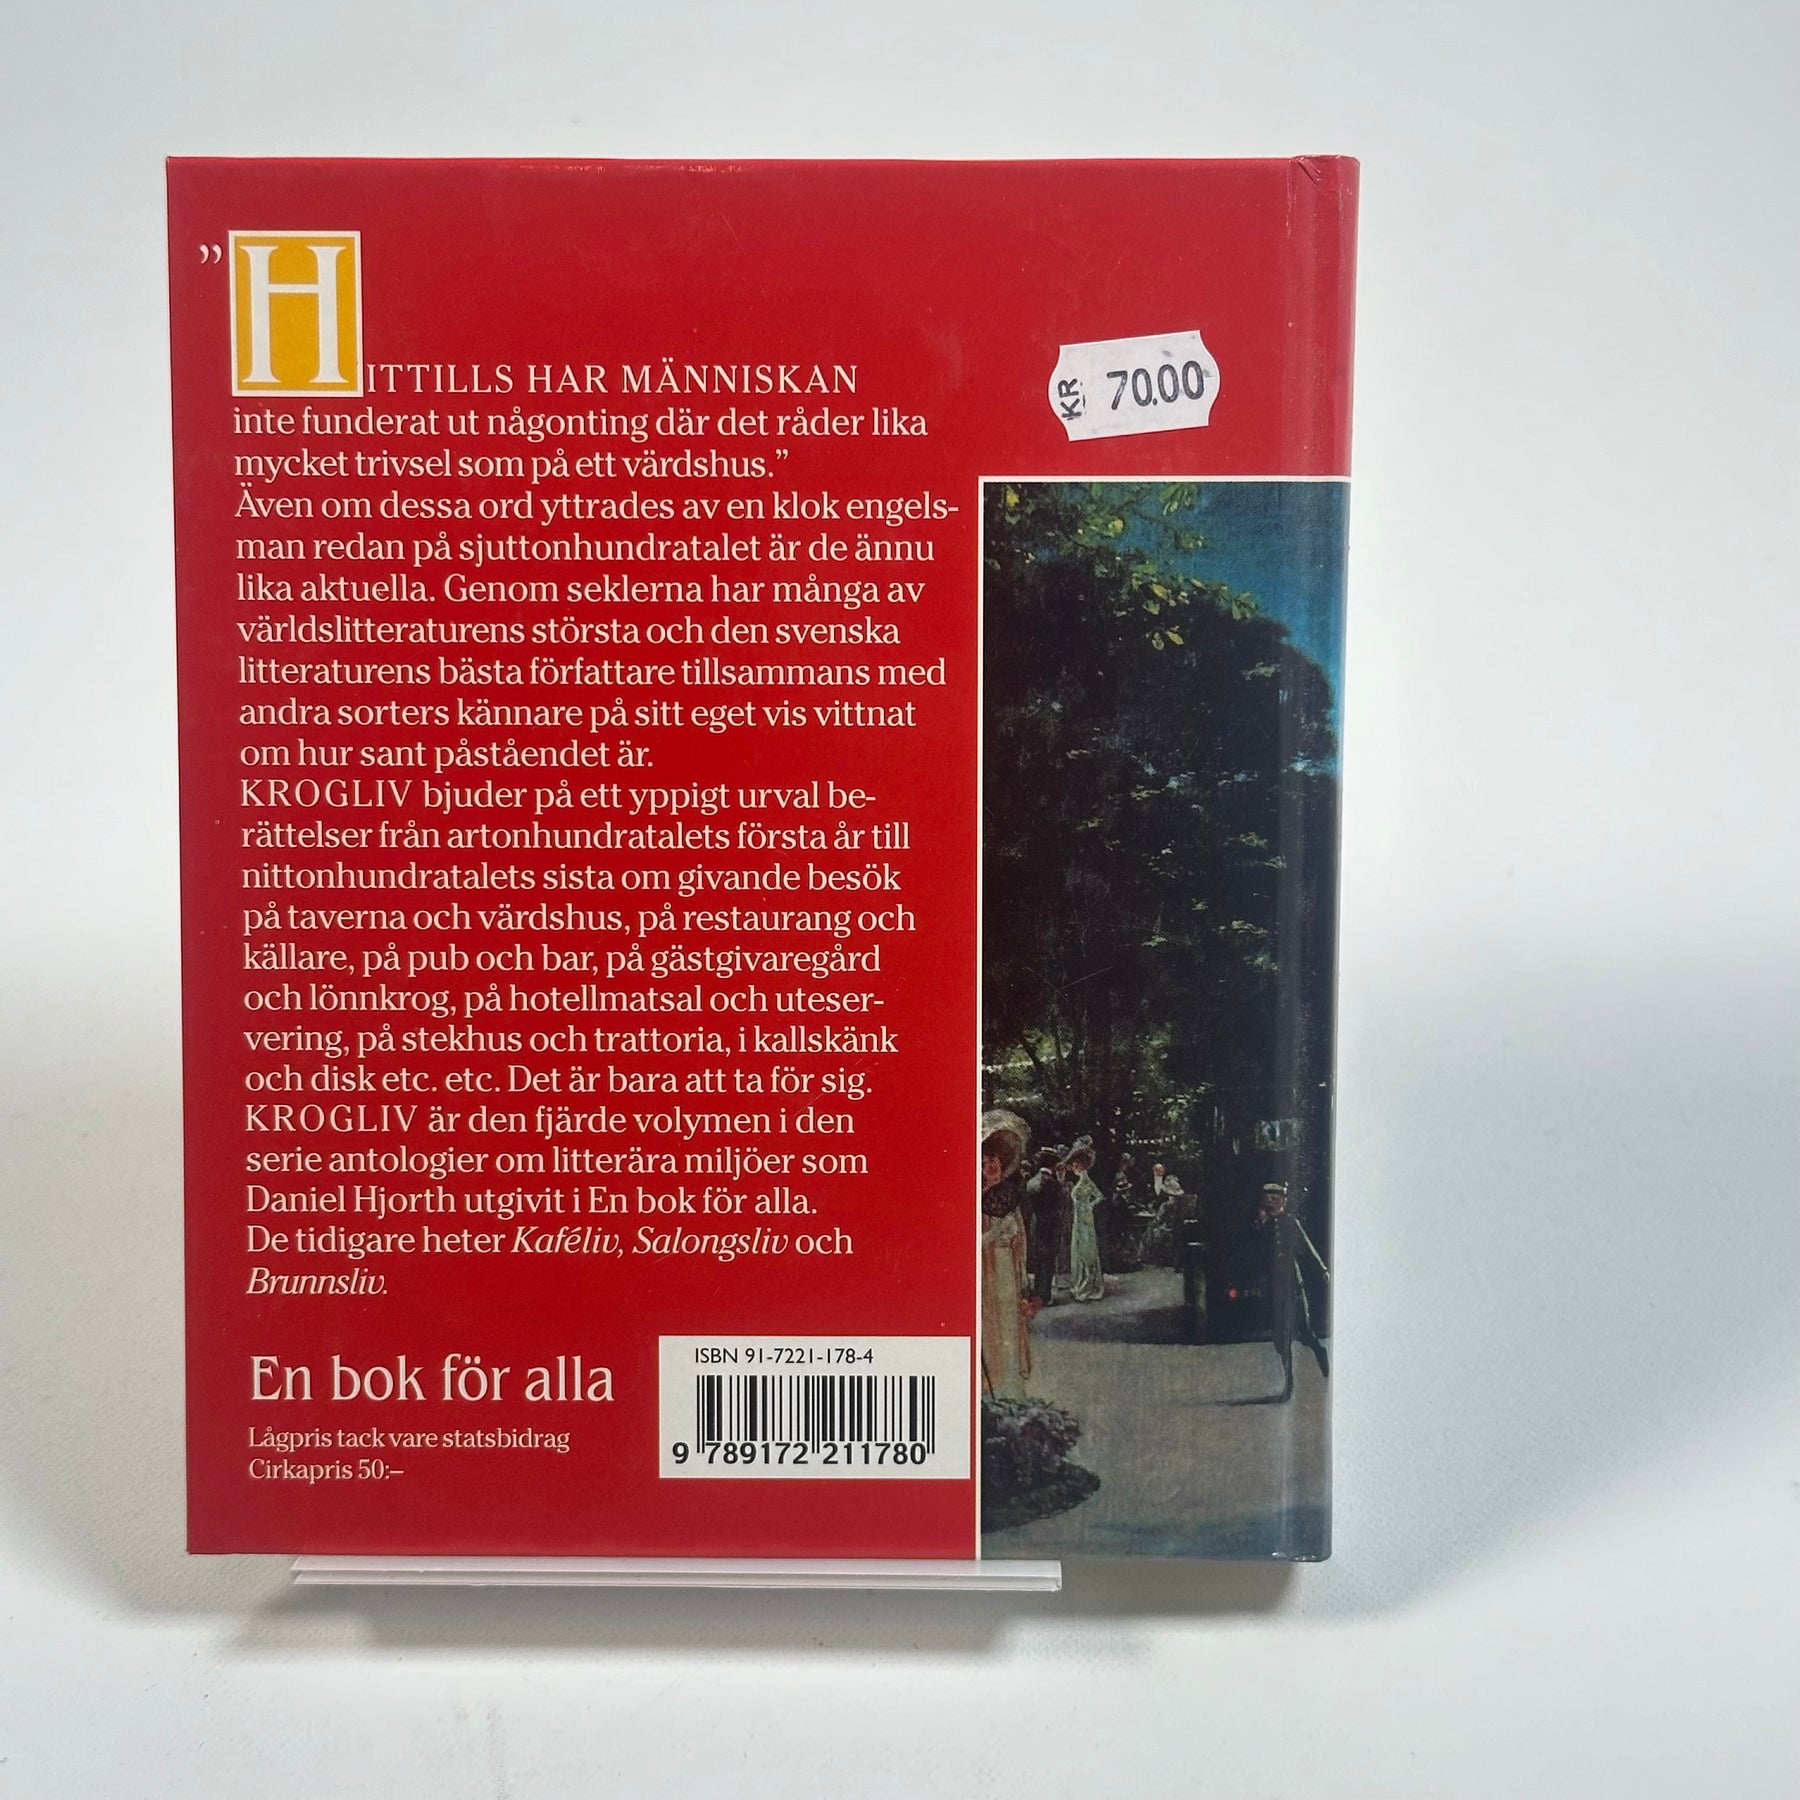 ”HITTILLS HAR MÄNNISKAN
inte funderat ut någonting där det råder lika
mycket trivsel som på ett värdshus.”
Även om dessa ord yttrades av en klok engels-
man redan på sjuttonhundratalet är de ännu
lika aktuella. Genom seklerna har många av
världslitteraturens största och den svenska
litteraturens bästa författare tillsammans med
andra sorters kännare på sitt eget vis vittnat
om hur sant påståendet är.
KROGLIV bjuder på ett yppigt urval be-
rättelser från artonhundratalets första år till
nittonhundratalets sista om givande besök
på taverna och värdshus, på restaurang och
källare, på pub och bar, på gästgivaregård
och lönnkrog, på hotellmatsal och uteser-
vering, på stekhus och trattoria, i kallskänk
och disk etc. etc. Det är bara att ta för sig.
KROGLIV är den fjärde volymen i den
serie antologier om litterära miljöer som
Daniel Hjorth utgivit i En bok för alla.
De tidigare heter Kaféliv, Salongsliv och
Brunnsliv.
KR 70.00
En bok för alla
Lågpris tack vare statsbidrag
Cirkapris 50:–
ISBN 91-7221-178-4
9 789172 211780